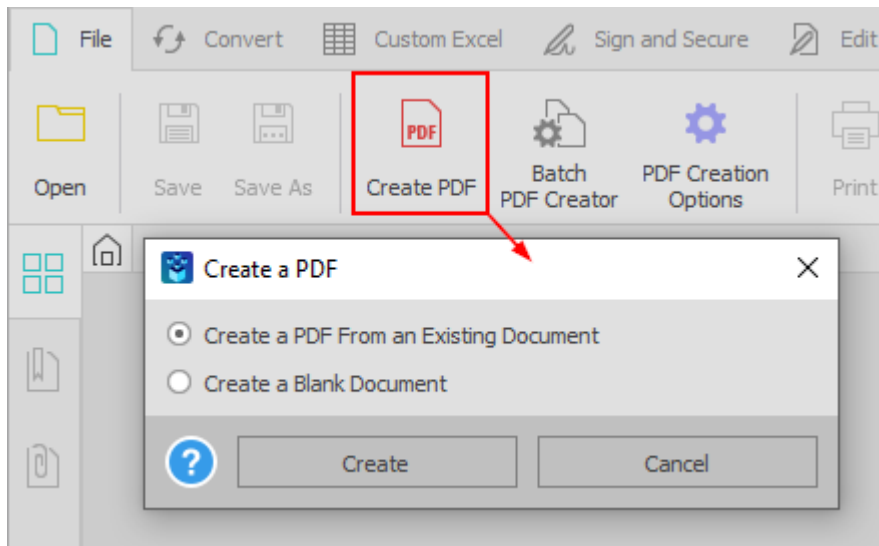 File
Convert
Custom Excel
Sign and Secure
Edit
PDF
Open
Save
Save As
Create PDF
Batch
PDF Creator
PDF Creation
Options
Print
Create a PDF
Create a PDF From an Existing Document
Create a Blank Document
?
Create
Cancel